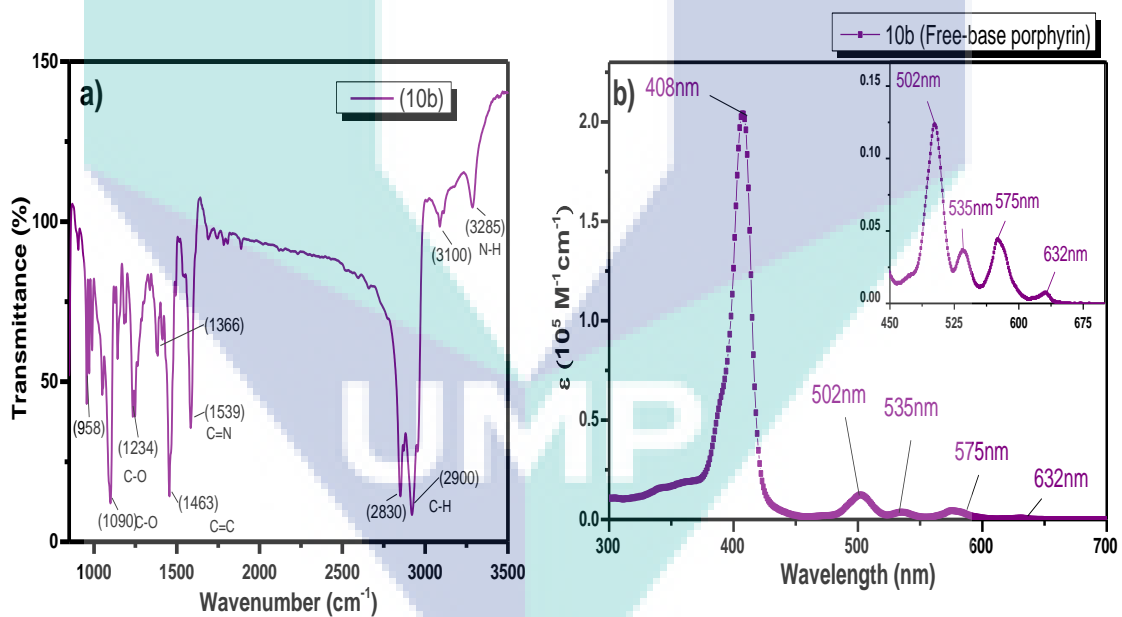 a)
(10b)
Transmittance (%)
150
100
50
0
(958)
(1090)C-O
(1234)
C-O
(1463)
C=C
(1539)
C=N
(1366)
(2830)
(2900)
C-H
(3100)
(3285)
N-H
1000 1500 2000 2500 3000 3500
Wavenumber (cm⁻¹)
10b (Free-base porphyrin)
b)
ε (10⁵ M⁻¹cm⁻¹)
2.0
1.5
1.0
0.5
0.0
408nm
502nm
535nm
575nm
632nm
300 400 500 600 700
Wavelength (nm)
0.15
0.10
0.05
0.00
502nm
535nm
575nm
632nm
450 525 600 675
UMP